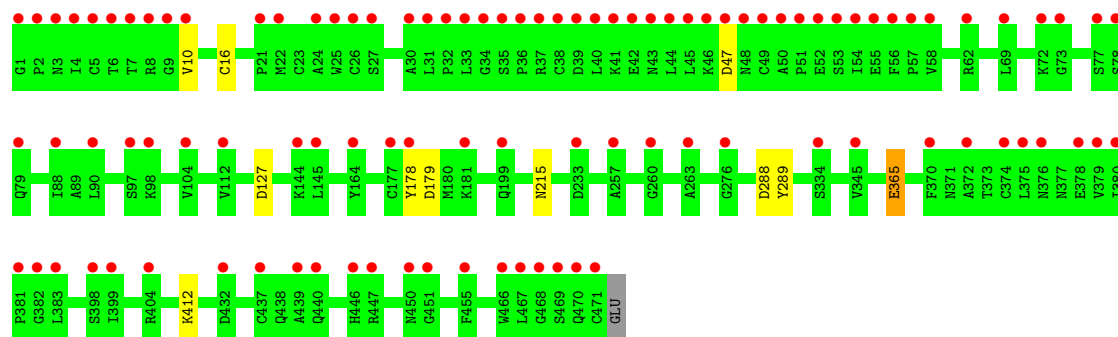 G1 P2 N3 I4 C5 T6 T7 R8 G9 V10 C16 P21 M22 C23 A24 W25 C26 S27 A30 L31 P32 L33 G34 S35 P36 R37 C38 D39 L40 K41 E42 N43 L44 L45 K46 D47 N48 C49 A50 P51 E52 S53 I54 E55 F56 P57 V58 R62 L69 K72 G73 S77 S78
Q79 I88 A89 L90 S97 K98 V104 V112 D127 K144 L145 Y164 C177 Y178 D179 M180 K181 Q199 N215 D233 A257 G260 A263 G276 D288 Y289 S334 V345 E365 F370 N371 A372 T373 C374 L375 N376 N377 E378 V379
P381 G382 L383 S398 I399 R404 K412 D432 C437 Q438 A439 Q440 H446 R447 N450 G451 F455 W466 L467 G468 S469 Q470 C471 GLU